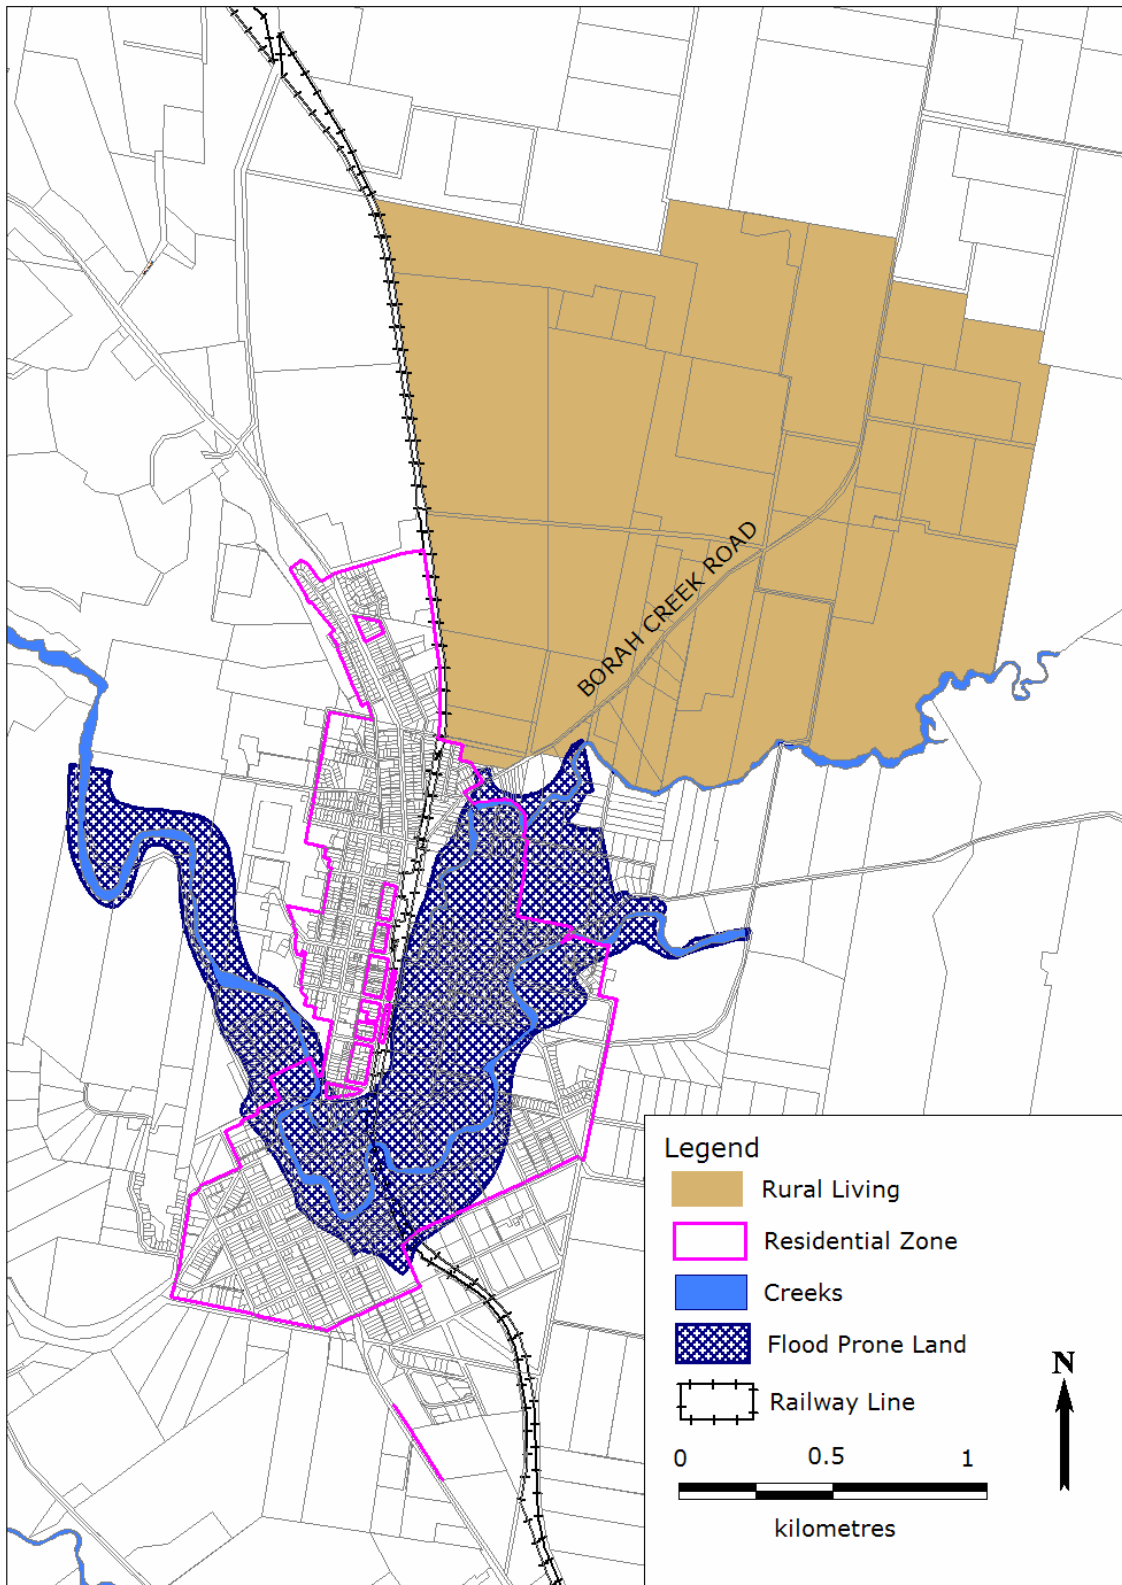 BORAH CREEK ROAD
Legend
Rural Living
Residential Zone
Creeks
Flood Prone Land
Railway Line
N
0 0.5 1
kilometres